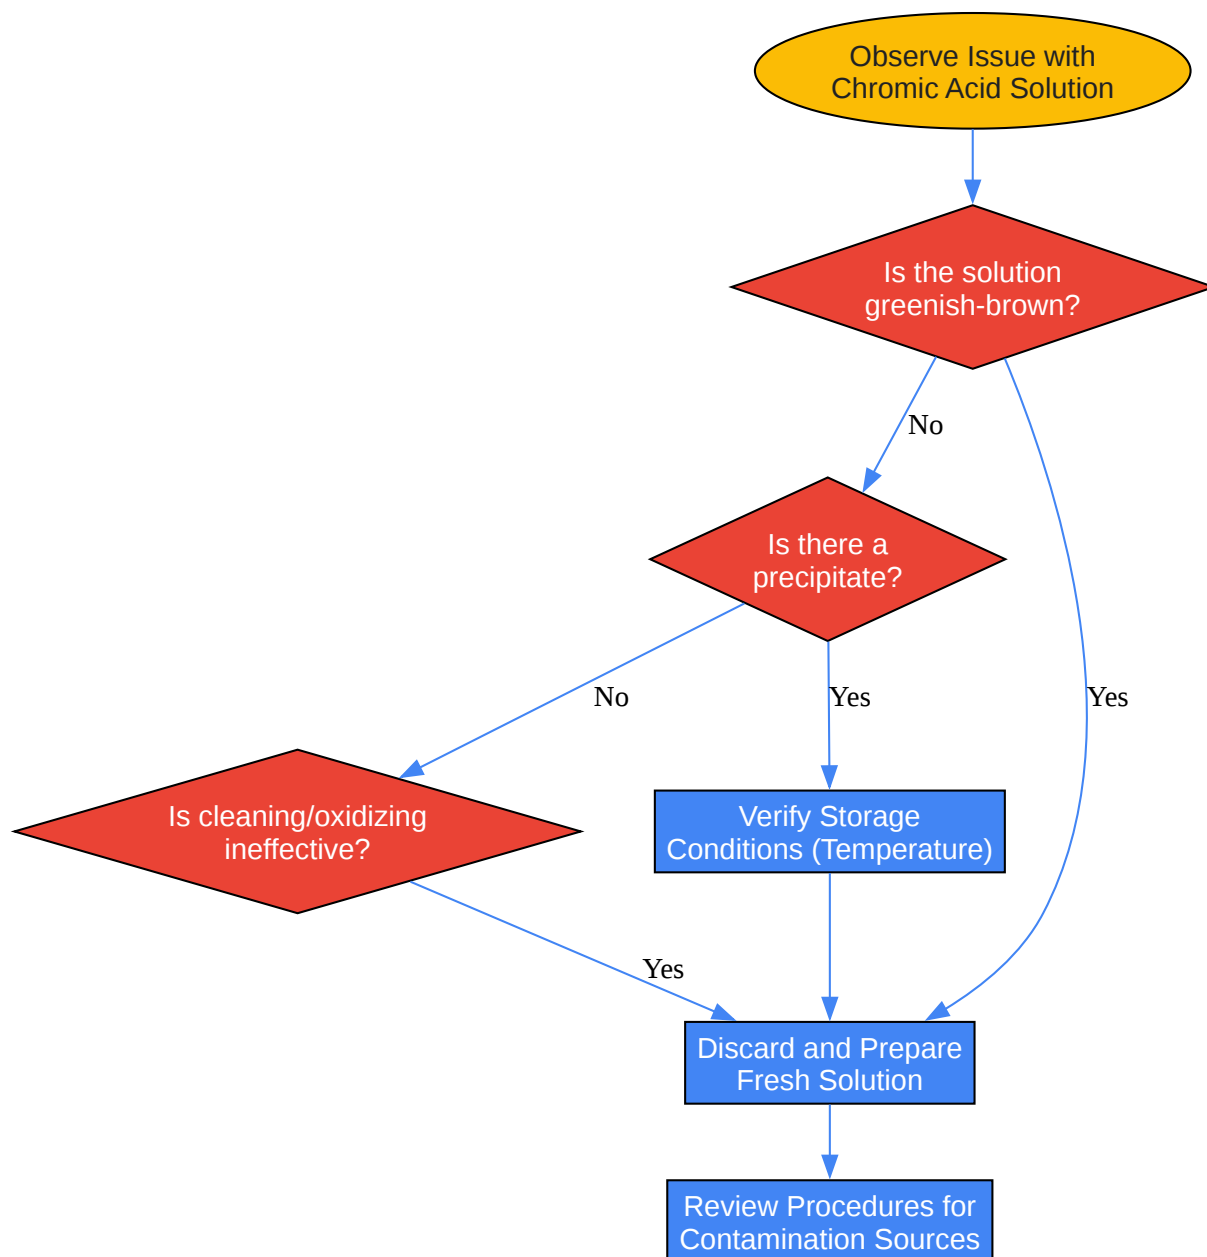 Observe Issue with
Chromic Acid Solution
Is the solution
greenish-brown?
No
Is there a
precipitate?
No
Yes
Yes
Is cleaning/oxidizing
ineffective?
Verify Storage
Conditions (Temperature)
Yes
Discard and Prepare
Fresh Solution
Review Procedures for
Contamination Sources